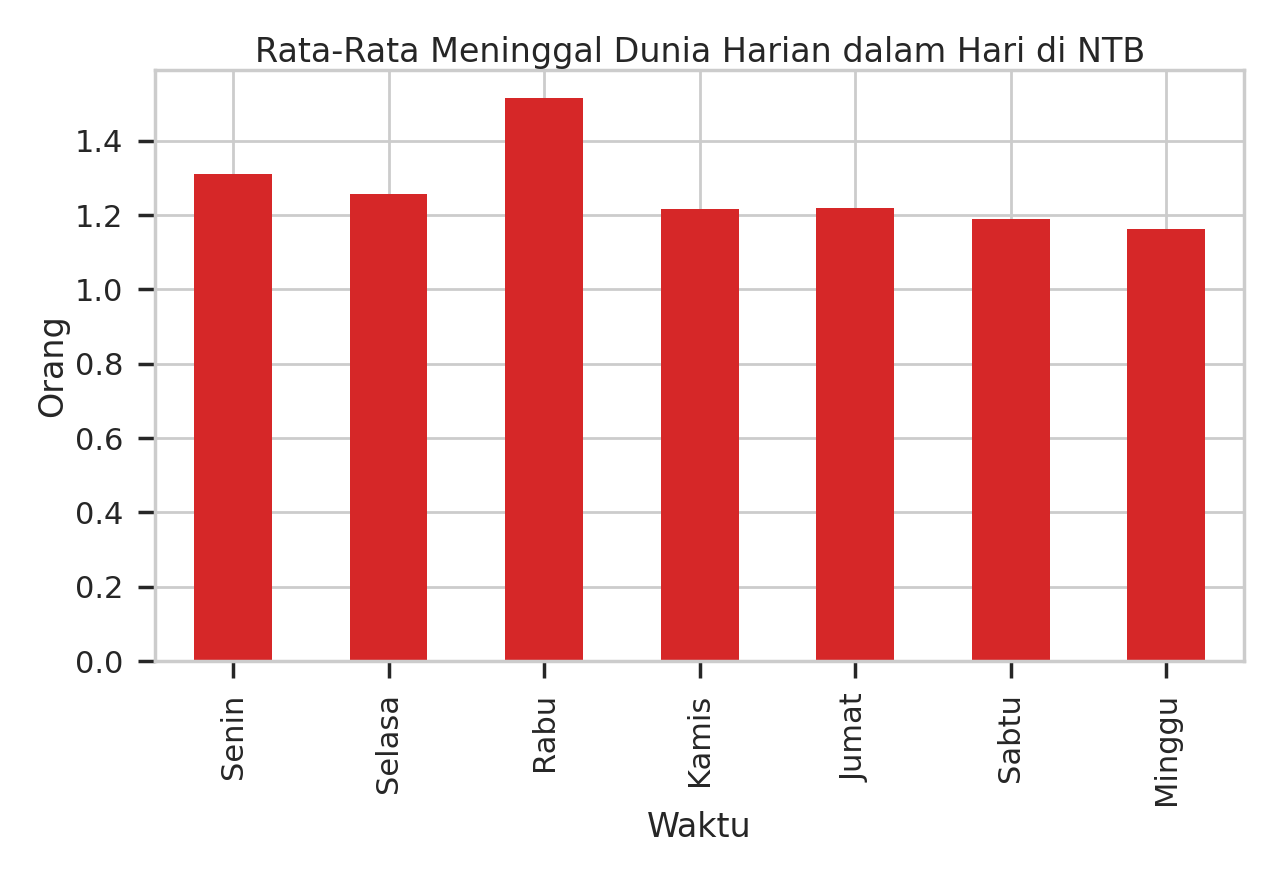 Rata-Rata Meninggal Dunia Harian dalam Hari di NTB
Orang
1.4
1.2
1.0
0.8
0.6
0.4
0.2
0.0
Senin
Selasa
Rabu
Kamis
Jumat
Sabtu
Minggu
Waktu